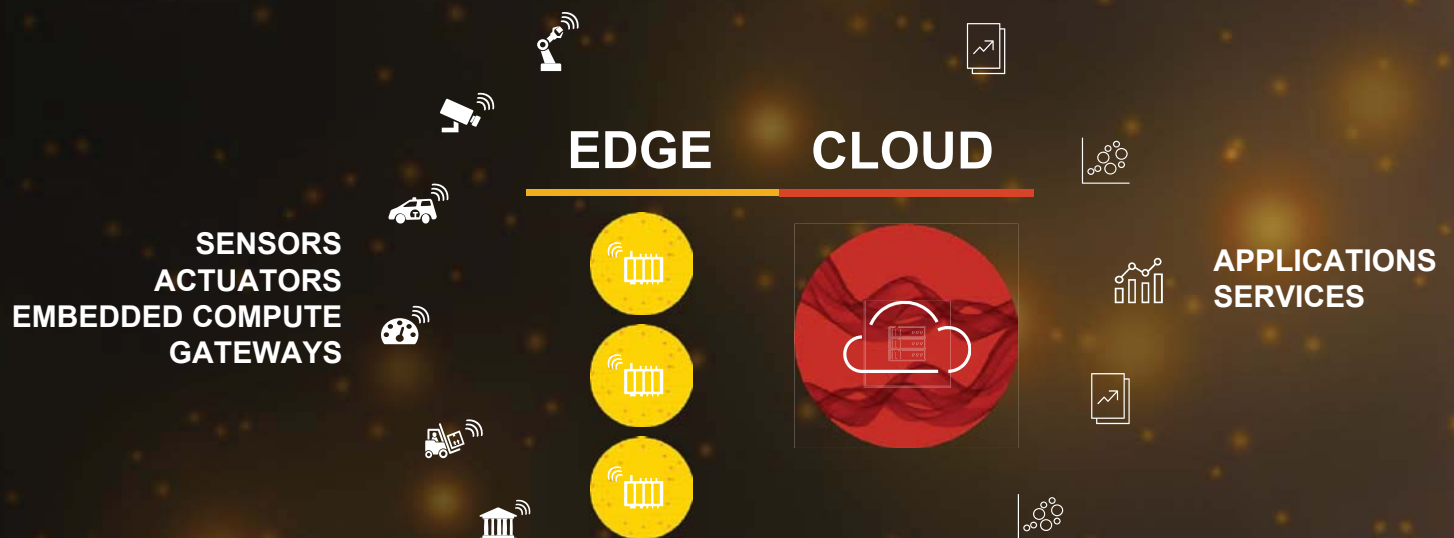 EDGE
CLOUD
SENSORS
ACTUATORS
EMBEDDED COMPUTE
GATEWAYS
APPLICATIONS
SERVICES